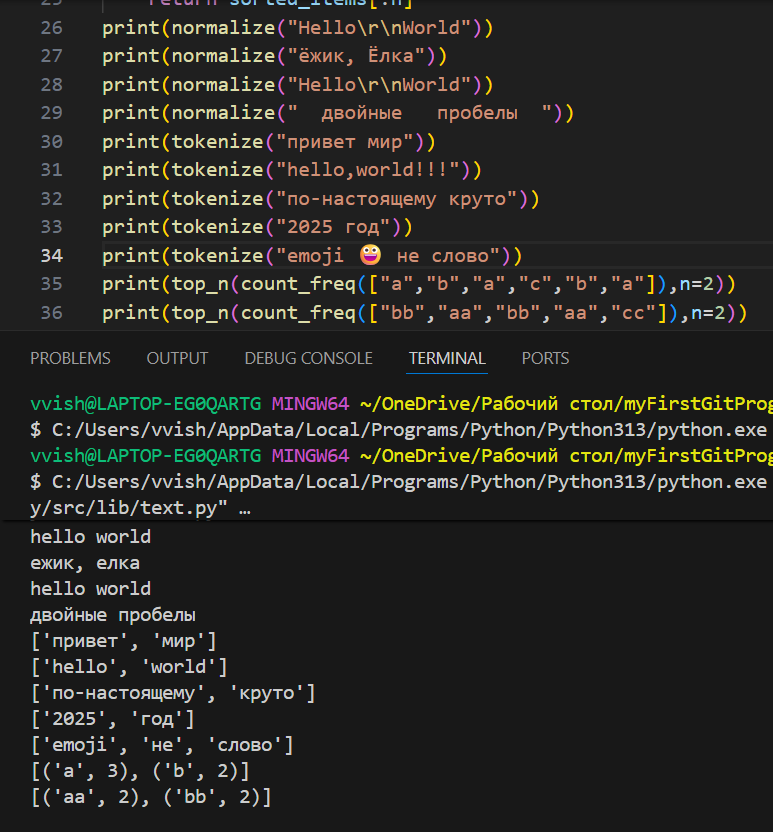 25 return sorted_items[:n]
26 print(normalize("Hello\r\nWorld"))
27 print(normalize("ёжик, Ёлка"))
28 print(normalize("Hello\r\nWorld"))
29 print(normalize("  двойные   пробелы  "))
30 print(tokenize("привет мир"))
31 print(tokenize("hello,world!!!"))
32 print(tokenize("по-настоящему круто"))
33 print(tokenize("2025 год"))
34 print(tokenize("emoji 😀 не слово"))
35 print(top_n(count_freq(["a","b","a","c","b","a"]),n=2))
36 print(top_n(count_freq(["bb","aa","bb","aa","cc"]),n=2))
PROBLEMS OUTPUT DEBUG CONSOLE TERMINAL PORTS
vvish@LAPTOP-EG0QARTG MINGW64 ~/OneDrive/Рабочий стол/myFirstGitProg
$ C:/Users/vvish/AppData/Local/Programs/Python/Python313/python.exe
vvish@LAPTOP-EG0QARTG MINGW64 ~/OneDrive/Рабочий стол/myFirstGitProg
$ C:/Users/vvish/AppData/Local/Programs/Python/Python313/python.exe
y/src/lib/text.py" …
hello world
ежик, елка
hello world
двойные пробелы
['привет', 'мир']
['hello', 'world']
['по-настоящему', 'круто']
['2025', 'год']
['emoji', 'не', 'слово']
[('a', 3), ('b', 2)]
[('aa', 2), ('bb', 2)]